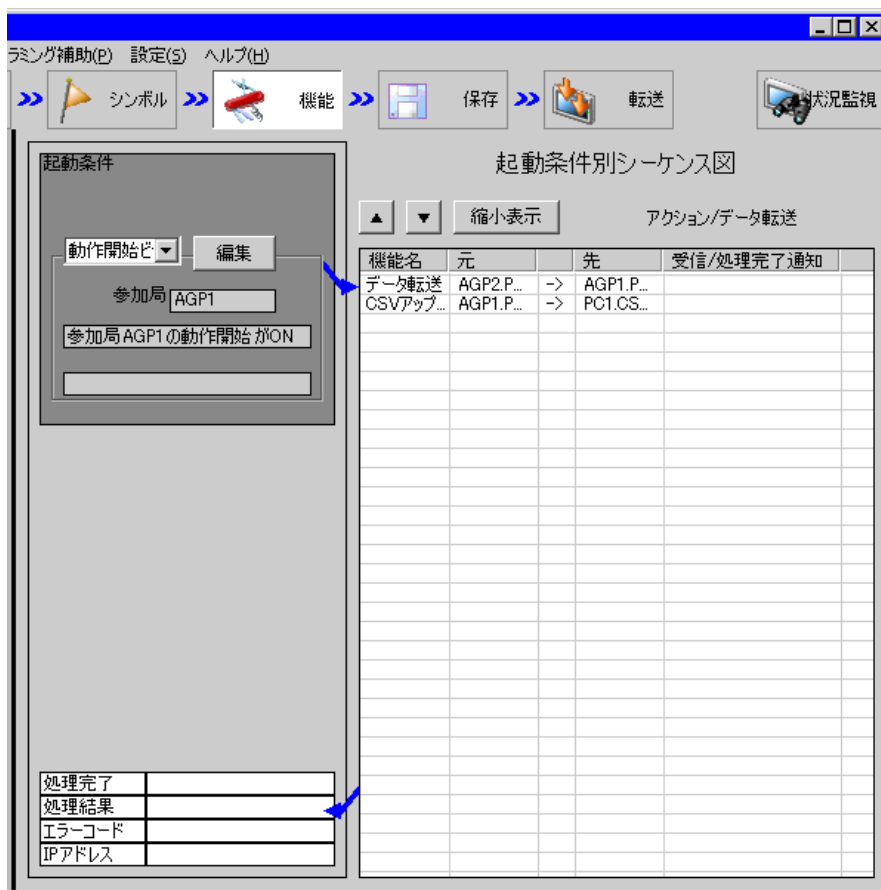 ラミング補助(P) 設定(S) ヘルプ(H)
シンボル 機能 保存 転送 状況監視
起動条件
動作開始ビ
編集
参加局 AGP1
参加局AGP1の動作開始がON
処理完了
処理結果
エラーコード
IPアドレス
起動条件別シーケンス図
▲ ▼ 縮小表示 アクション/データ転送
機能名 元 先 受信/処理完了通知
データ転送 AGP2.P... -> AGP1.P...
CSVアップ... AGP1.P... -> PC1.CS...